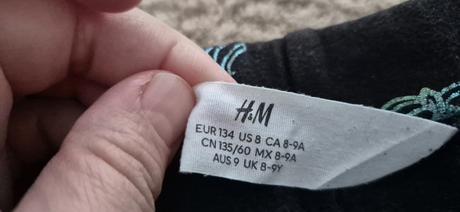 H&M
EUR 134 US 8 CA 8-9A
CN 135/60 MX 8-9A
AUS 9 UK 8-9Y